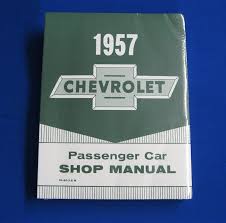 1957
CHEVROLET
Passenger Car
SHOP MANUAL